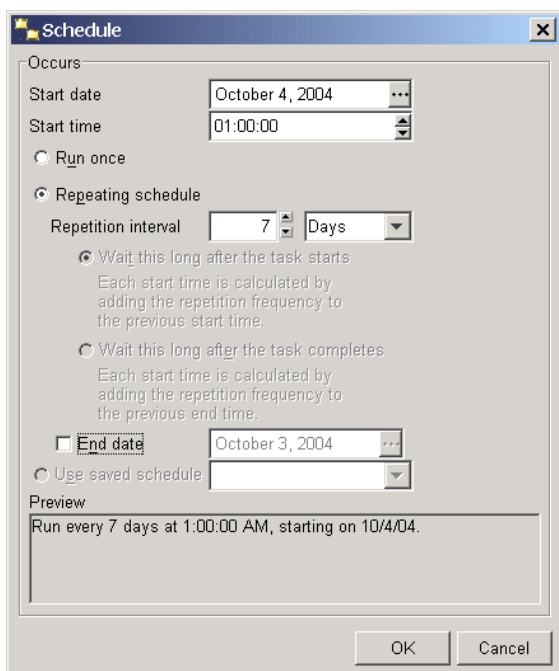 Schedule
Occurs
Start date October 4, 2004 ...
Start time 01:00:00
Run once
Repeating schedule
Repetition interval 7 Days
Wait this long after the task starts
Each start time is calculated by
adding the repetition frequency to
the previous start time.
Wait this long after the task completes
Each start time is calculated by
adding the repetition frequency to
the previous end time.
End date October 3, 2004 ...
Use saved schedule
Preview
Run every 7 days at 1:00:00 AM, starting on 10/4/04.
OK Cancel